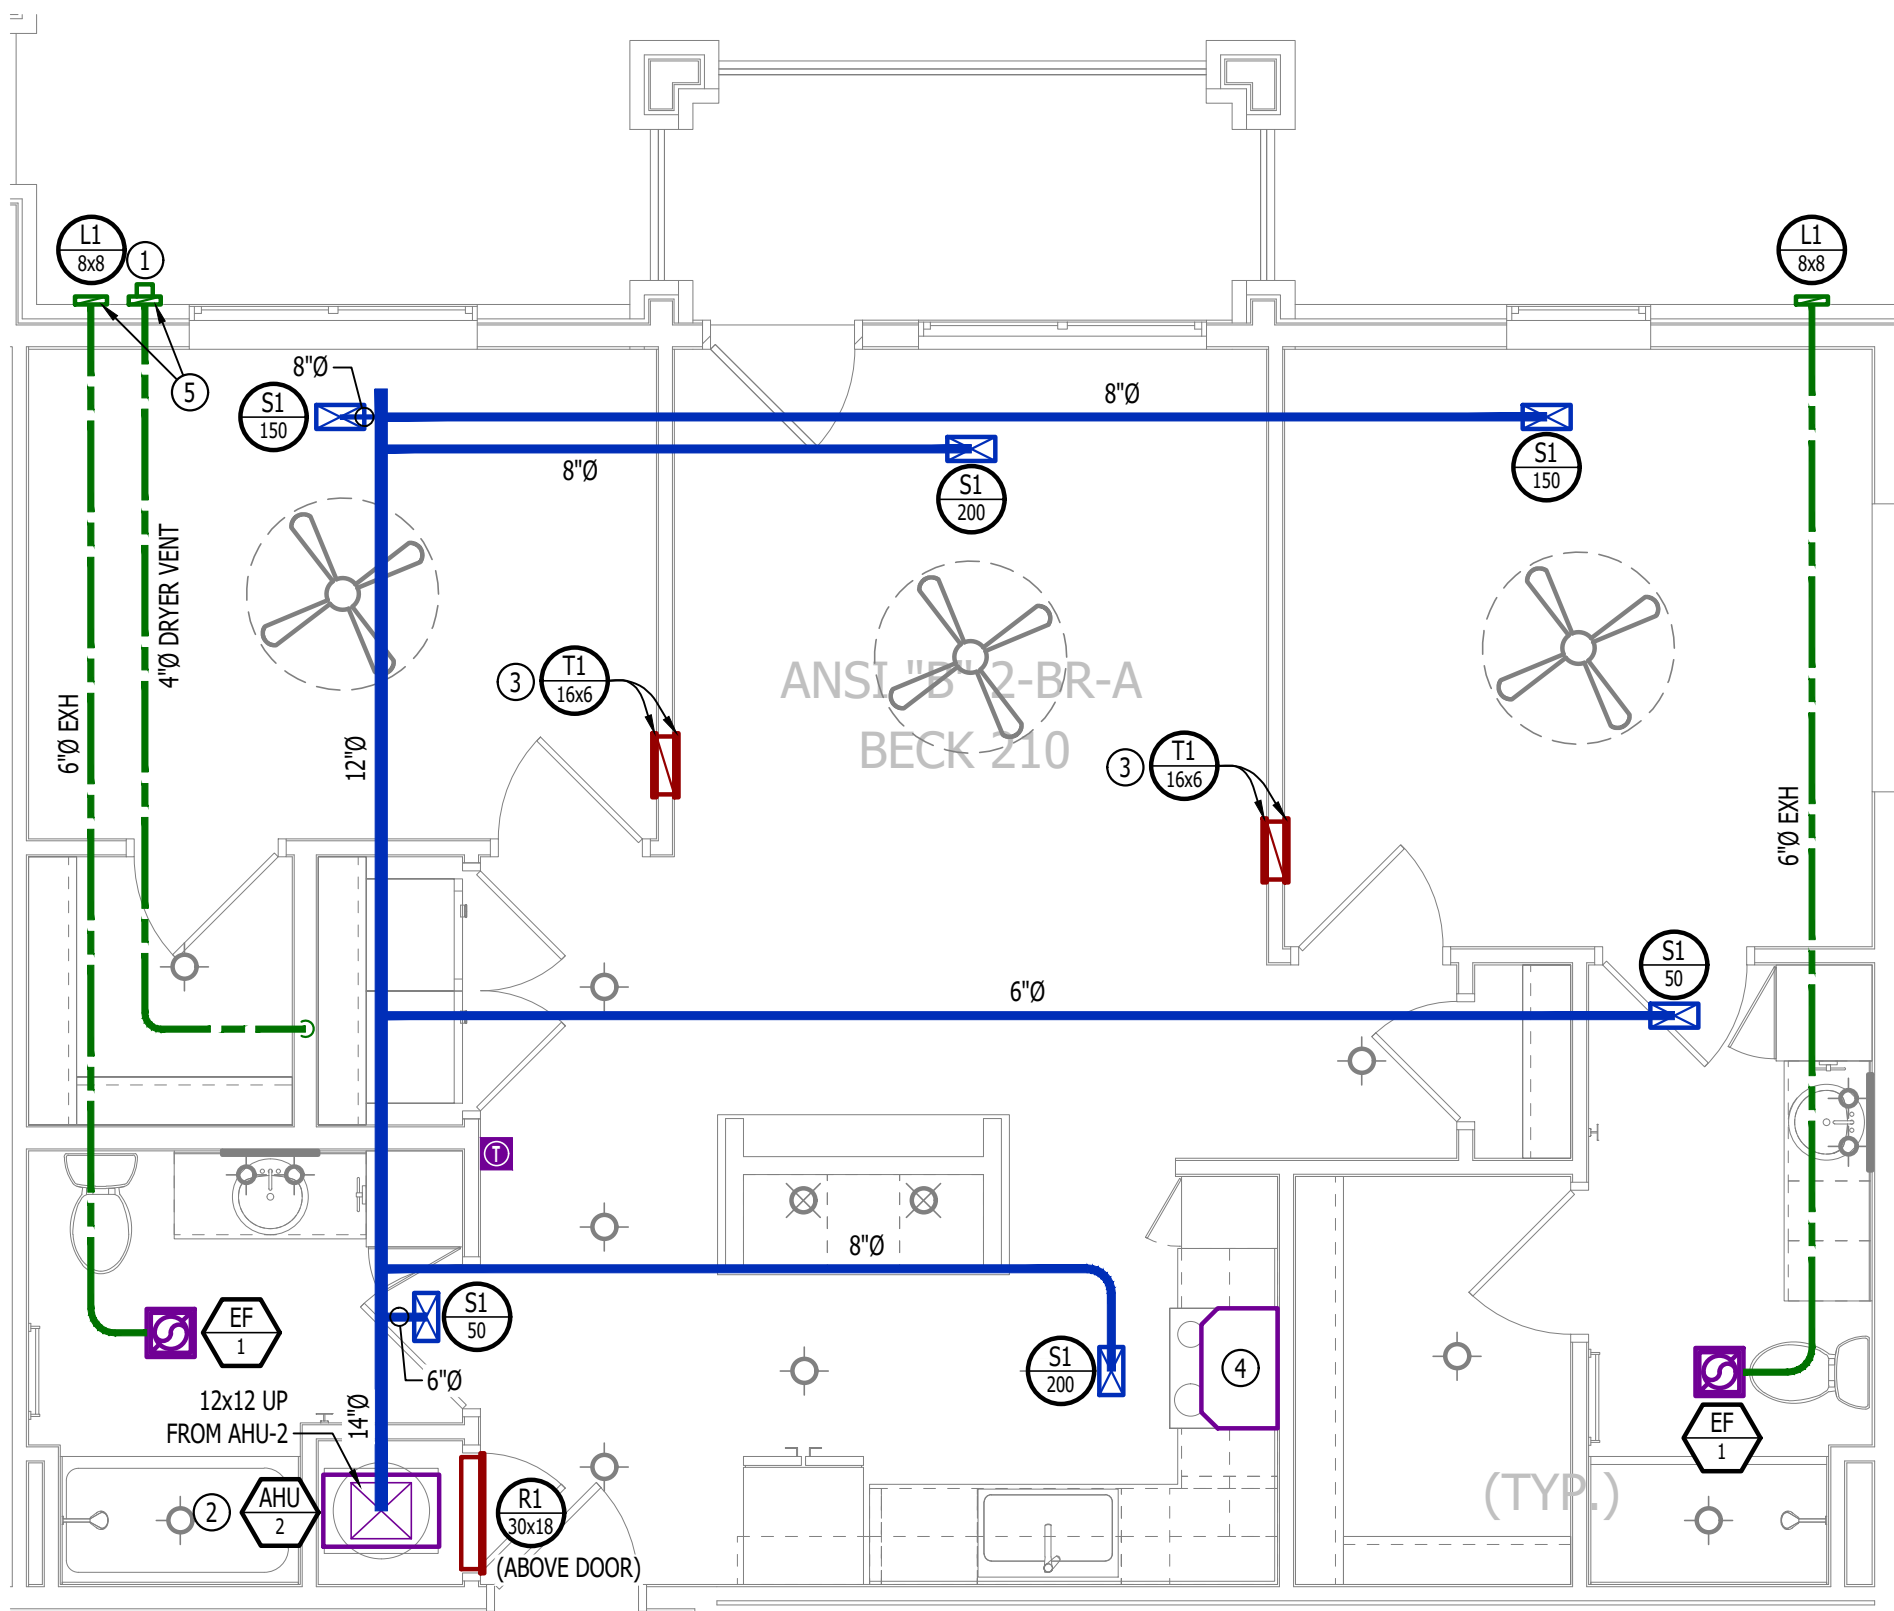 L1
8x8
1
L1
8x8
5
8"Ø
S1
150
8"Ø
S1
150
8"Ø
S1
200
4"Ø DRYER VENT
6"Ø EXH
12"Ø
3
T1
16x6
ANSI "B" 2-BR-A
BECK 210
3
T1
16x6
6"Ø EXH
S1
50
6"Ø
T
8"Ø
EF
1
S1
50
6"Ø
S1
200
4
12x12 UP
FROM AHU-2
14"Ø
EF
1
2
AHU
2
R1
30x18
(ABOVE DOOR)
(TYP.)